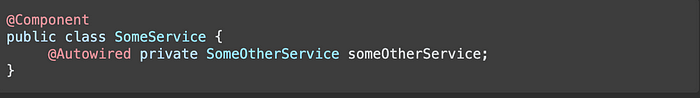 @Component
public class SomeService {
     @Autowired private SomeOtherService someOtherService;
}